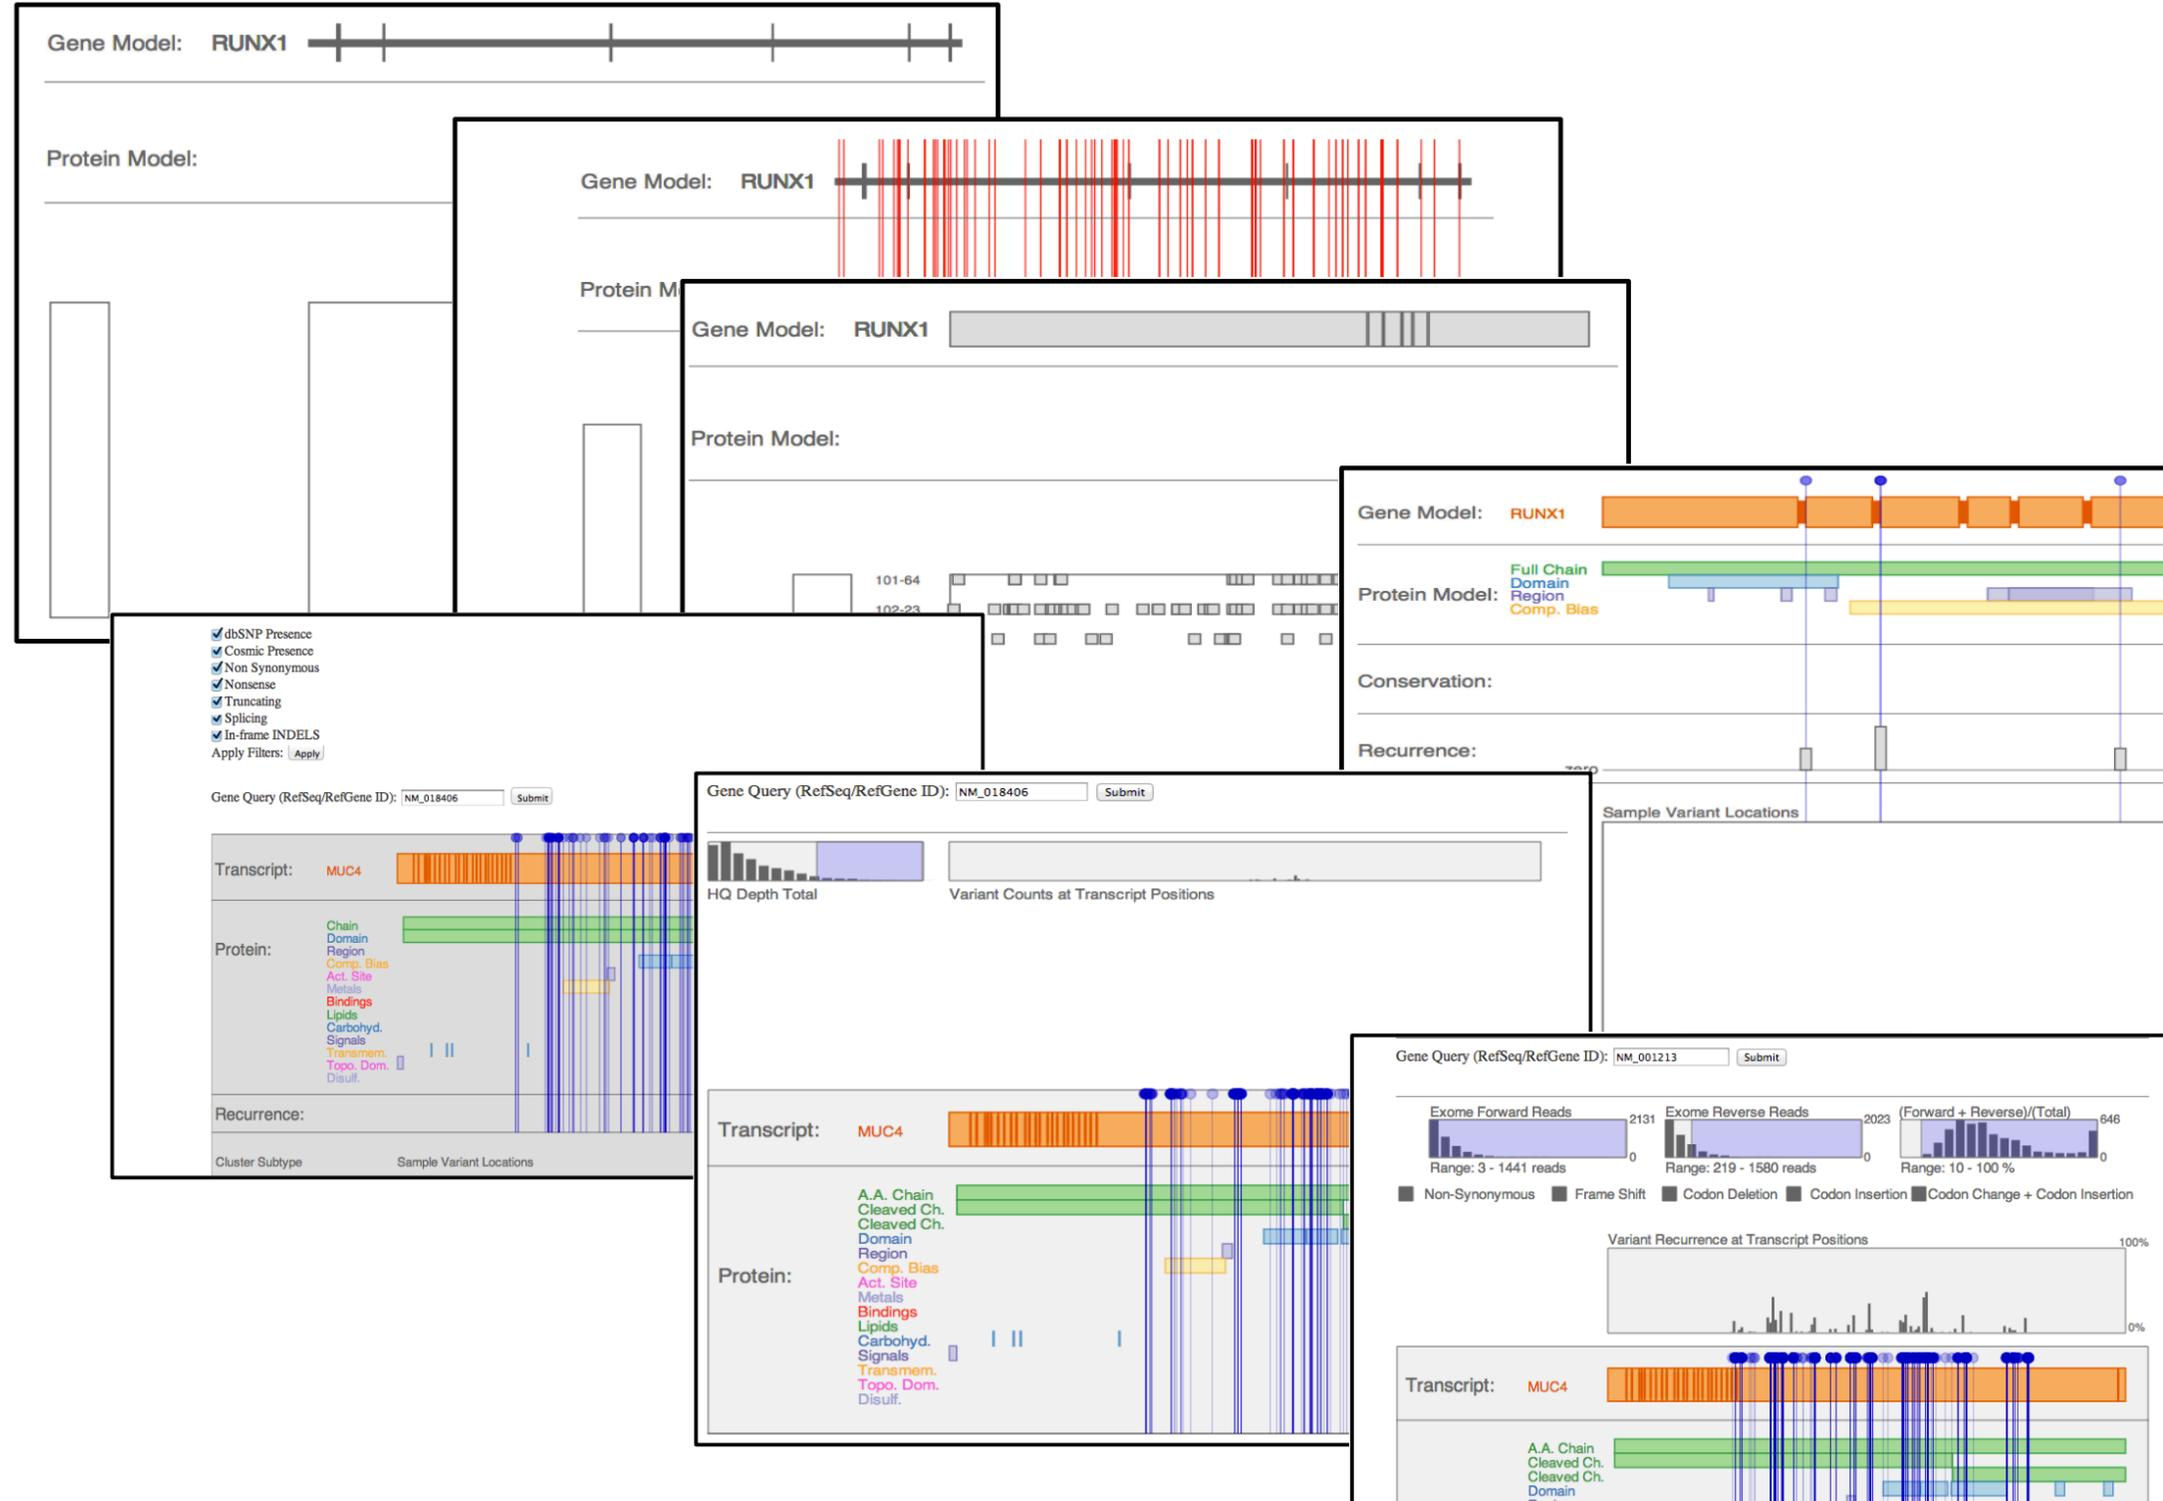 Gene Model: RUNX1
Protein Model:
Gene Model: RUNX1
Protein M
Gene Model: RUNX1
Protein Model:
101-64
102-23
Gene Model: RUNX1
Protein Model:
Full Chain
Domain
Region
Comp. Bias
Conservation:
Recurrence:
zero
Sample Variant Locations
dbSNP Presence
Cosmic Presence
Non Synonymous
Nonsense
Truncating
Splicing
In-frame INDELS
Apply Filters: Apply
Gene Query (RefSeq/RefGene ID): NM_018406 Submit
Transcript: MUC4
Protein:
Chain
Domain
Region
Comp. Bias
Act. Site
Metals
Bindings
Lipids
Carbohyd.
Signals
Transmem.
Topo. Dom.
Disulf.
Recurrence:
Cluster Subtype Sample Variant Locations
Gene Query (RefSeq/RefGene ID): NM_018406 Submit
HQ Depth Total Variant Counts at Transcript Positions
Transcript: MUC4
Protein:
A.A. Chain
Cleaved Ch.
Cleaved Ch.
Domain
Region
Comp. Bias
Act. Site
Metals
Bindings
Lipids
Carbohyd.
Signals
Transmem.
Topo. Dom.
Disulf.
Gene Query (RefSeq/RefGene ID): NM_001213 Submit
Exome Forward Reads 2131 0
Range: 3 - 1441 reads
Exome Reverse Reads 2023 0
Range: 219 - 1580 reads
(Forward + Reverse)/(Total) 646 0
Range: 10 - 100 %
Non-Synonymous Frame Shift Codon Deletion Codon Insertion Codon Change + Codon Insertion
Variant Recurrence at Transcript Positions 100%
0%
Transcript: MUC4
A.A. Chain
Cleaved Ch.
Cleaved Ch.
Domain